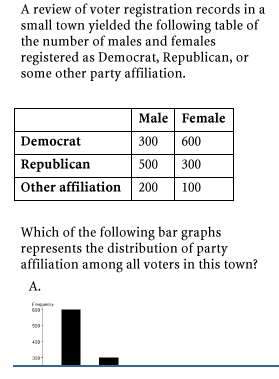 A review of voter registration records in a
small town yielded the following table of
the number of males and females
registered as Democrat, Republican, or
some other party affiliation.
Male Female
Democrat 300 600
Republican 500 300
Other affiliation 200 100
Which of the following bar graphs
represents the distribution of party
affiliation among all voters in this town?
A.
Frequency
600
500
400
300